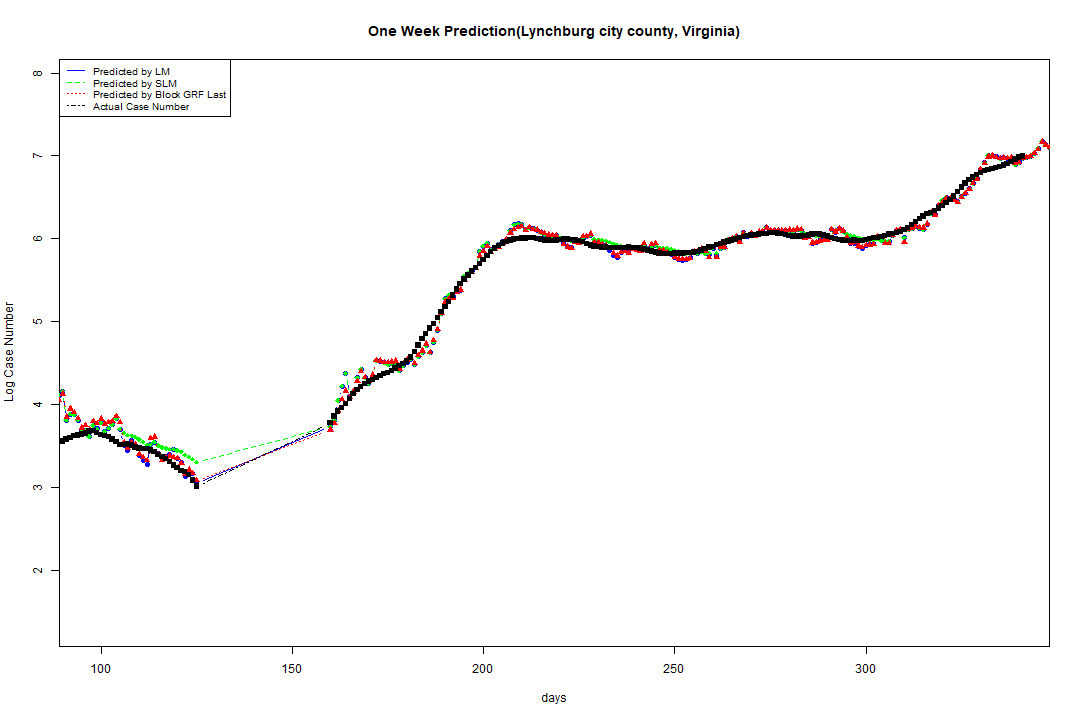 One Week Prediction(Lynchburg city county, Virginia)
Predicted by LM
Predicted by SLM
Predicted by Block GRF Last
Actual Case Number
8
7
6
5
4
3
2
Log Case Number
100 150 200 250 300
days